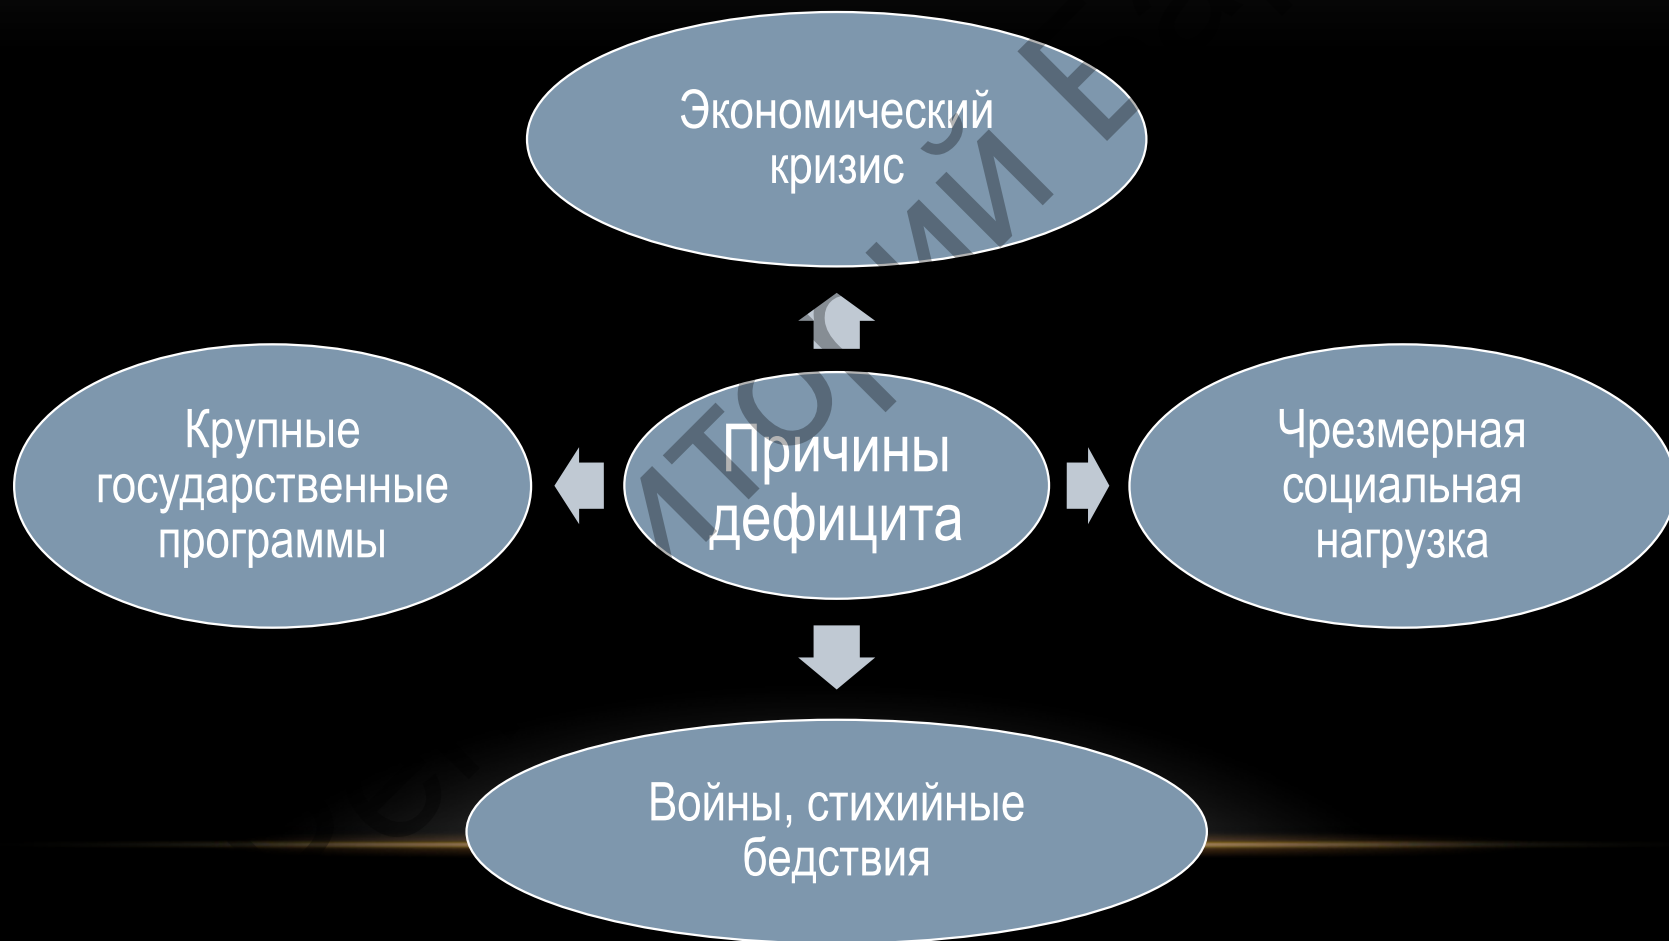 Экономический
кризис
Крупные
государственные
программы
Причины
дефицита
Чрезмерная
социальная
нагрузка
Войны, стихийные
бедствия